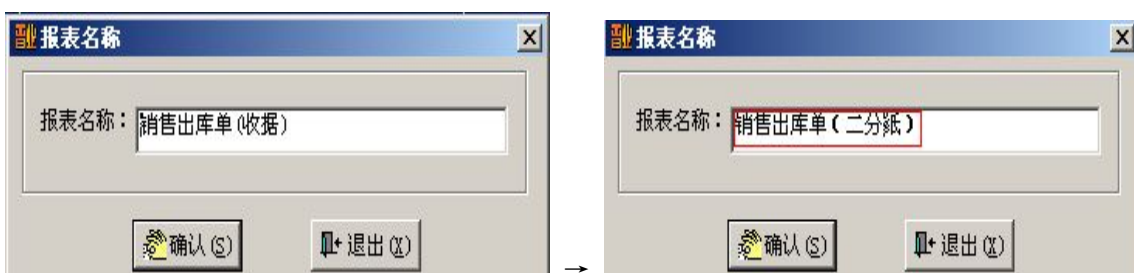 报表名称
报表名称：销售出库单(收据)
确认(S) 退出(X)
→
报表名称
报表名称：销售出库单(二分紙)
确认(S) 退出(X)